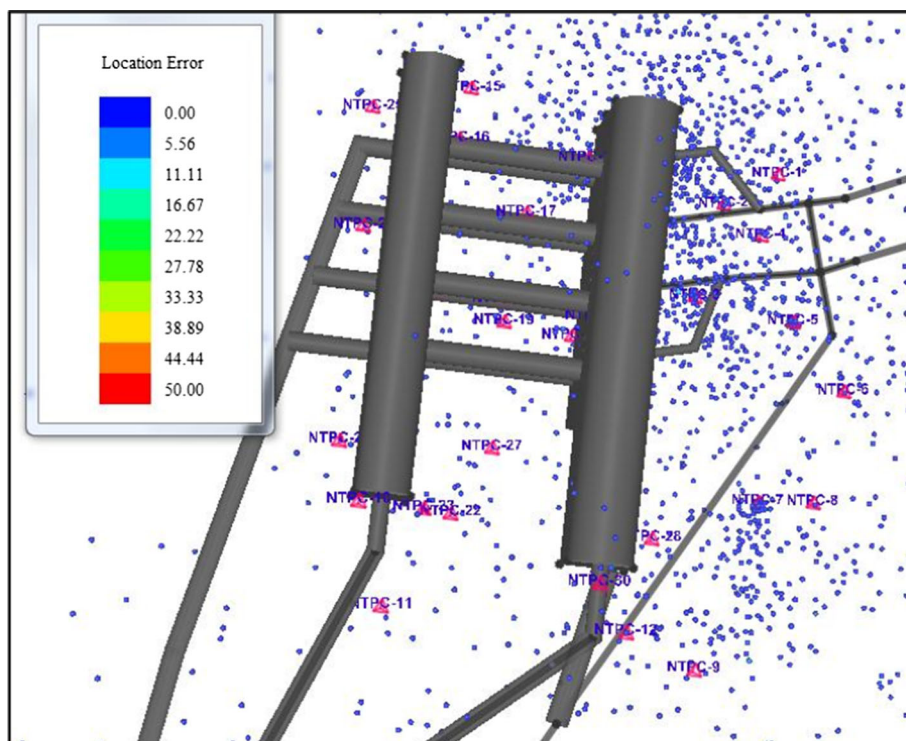 Location Error
0.00
5.56
11.11
16.67
22.22
27.78
33.33
38.89
44.44
50.00
NTPC-16
NTPC-1
NTPC-2
NTPC-17
NTPC-4
NTPC-3
NTPC-19
NTPC-5
NTPC-6
NTPC-27
NTPC-7
NTPC-8
NTPC-22
NTPC-28
NTPC-11
NTPC-12
NTPC-9